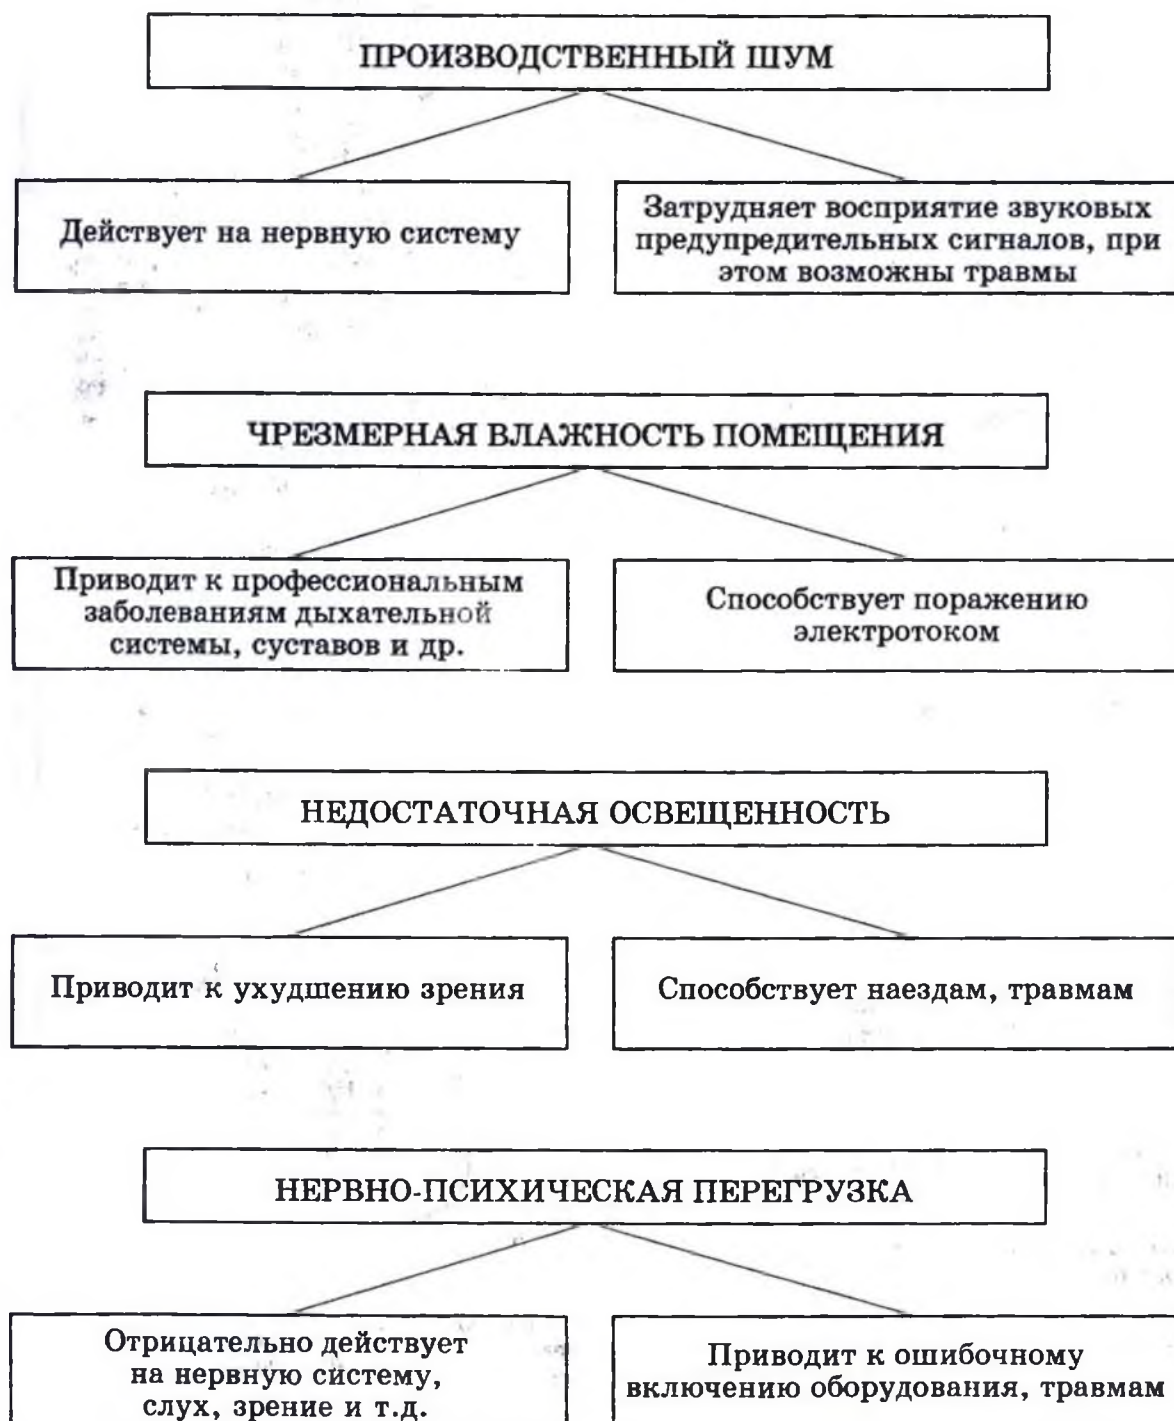 ПРОИЗВОДСТВЕННЫЙ ШУМ
Действует на нервную систему
Затрудняет восприятие звуковых
предупредительных сигналов, при
этом возможны травмы
ЧРЕЗМЕРНАЯ ВЛАЖНОСТЬ ПОМЕЩЕНИЯ
Приводит к профессиональным
заболеваниям дыхательной
системы, суставов и др.
Способствует поражению
электротоком
НЕДОСТАТОЧНАЯ ОСВЕЩЕННОСТЬ
Приводит к ухудшению зрения
Способствует наездам, травмам
НЕРВНО-ПСИХИЧЕСКАЯ ПЕРЕГРУЗКА
Отрицательно действует
на нервную систему,
слух, зрение и т.д.
Приводит к ошибочному
включению оборудования, травмам